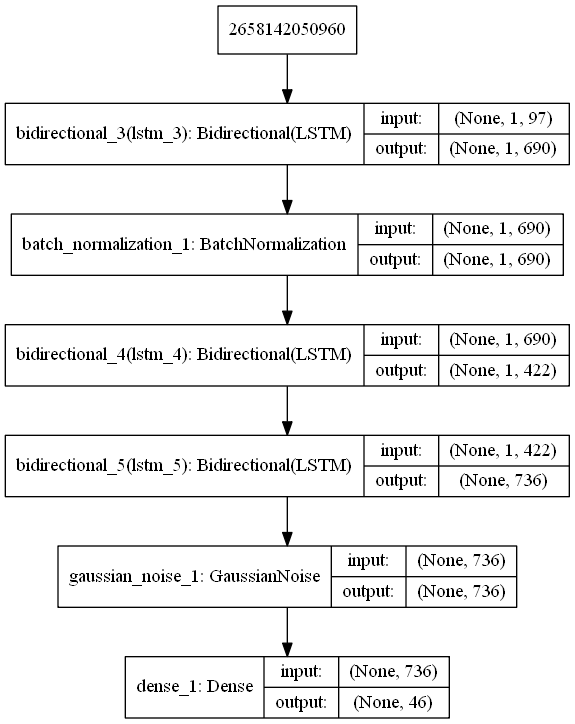 2658142050960
bidirectional_3(lstm_3): Bidirectional(LSTM)
input: (None, 1, 97)
output: (None, 1, 690)
batch_normalization_1: BatchNormalization
input: (None, 1, 690)
output: (None, 1, 690)
bidirectional_4(lstm_4): Bidirectional(LSTM)
input: (None, 1, 690)
output: (None, 1, 422)
bidirectional_5(lstm_5): Bidirectional(LSTM)
input: (None, 1, 422)
output: (None, 736)
gaussian_noise_1: GaussianNoise
input: (None, 736)
output: (None, 736)
dense_1: Dense
input: (None, 736)
output: (None, 46)